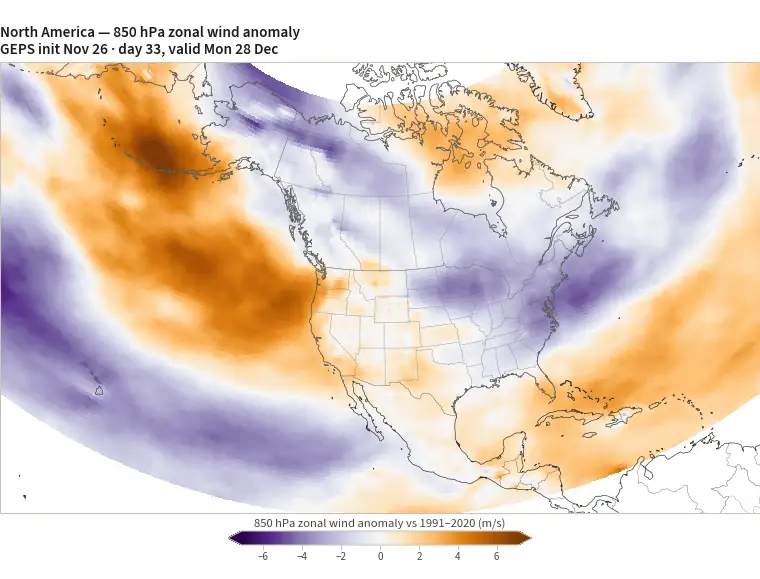 North America — 850 hPa zonal wind anomaly
GEPS init Nov 26 · day 33, valid Mon 28 Dec
850 hPa zonal wind anomaly vs 1991–2020 (m/s)
−6 −4 −2 0 2 4 6